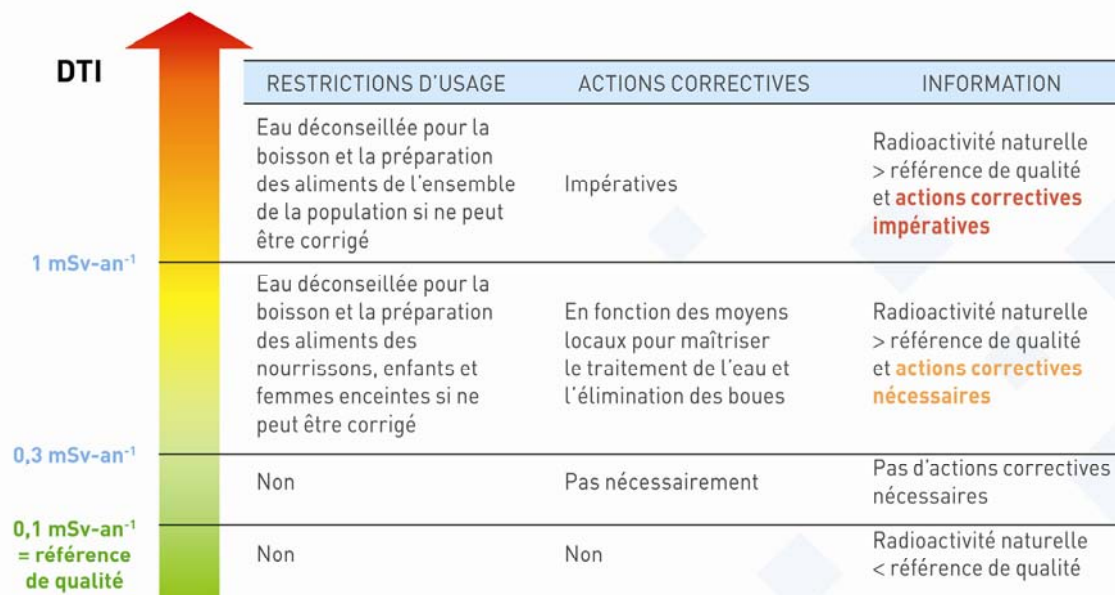 DTI
RESTRICTIONS D'USAGE
ACTIONS CORRECTIVES
INFORMATION
Eau déconseillée pour la
boisson et la préparation
des aliments de l'ensemble
de la population si ne peut
être corrigé
Impératives
Radioactivité naturelle
> référence de qualité
et actions correctives
impératives
1 mSv-an⁻¹
Eau déconseillée pour la
boisson et la préparation
des aliments des
nourrissons, enfants et
femmes enceintes si ne
peut être corrigé
En fonction des moyens
locaux pour maîtriser
le traitement de l'eau et
l'élimination des boues
Radioactivité naturelle
> référence de qualité
et actions correctives
nécessaires
0,3 mSv-an⁻¹
Non
Pas nécessairement
Pas d'actions correctives
nécessaires
0,1 mSv-an⁻¹
= référence
de qualité
Non
Non
Radioactivité naturelle
< référence de qualité